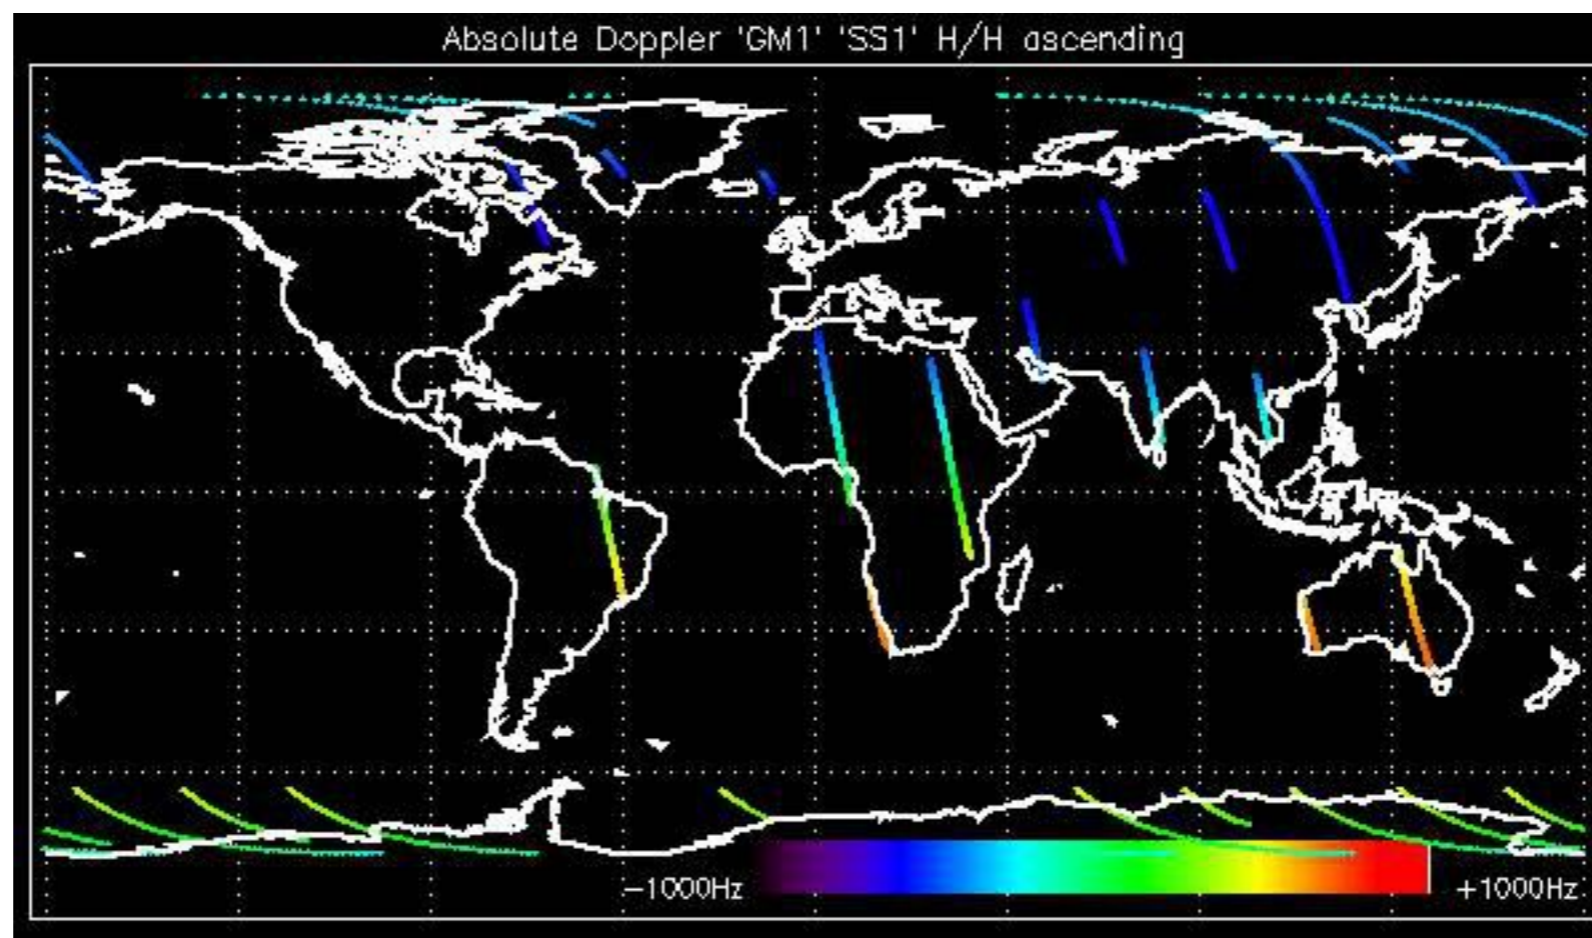 Absolute Doppler 'GM1' 'SS1' H/H ascending
−1000Hz
+1000Hz